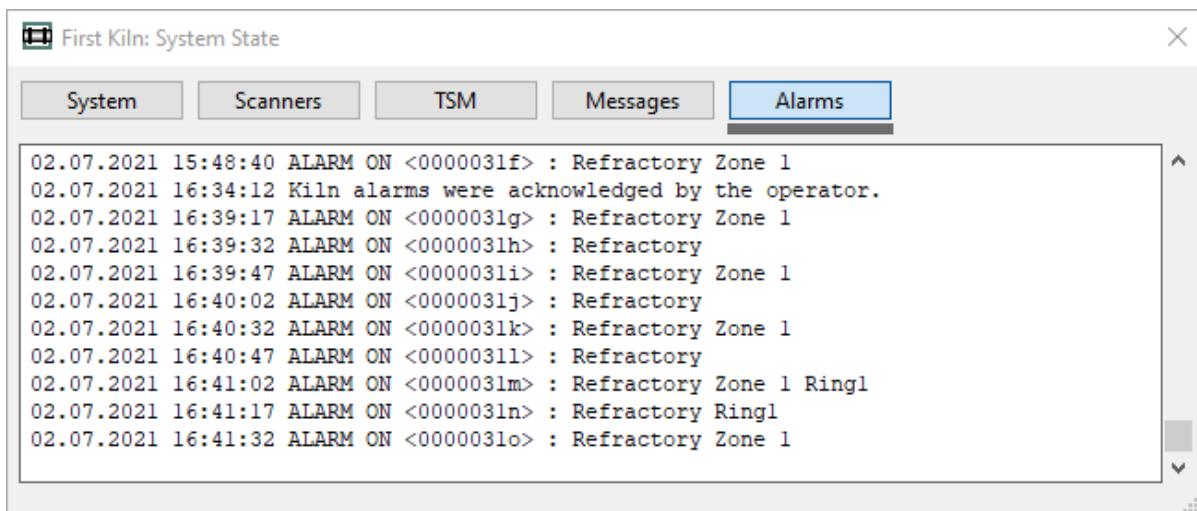 First Kiln: System State
System Scanners TSM Messages Alarms
02.07.2021 15:48:40 ALARM ON <0000031f> : Refractory Zone 1
02.07.2021 16:34:12 Kiln alarms were acknowledged by the operator.
02.07.2021 16:39:17 ALARM ON <0000031g> : Refractory Zone 1
02.07.2021 16:39:32 ALARM ON <0000031h> : Refractory
02.07.2021 16:39:47 ALARM ON <0000031i> : Refractory Zone 1
02.07.2021 16:40:02 ALARM ON <0000031j> : Refractory
02.07.2021 16:40:32 ALARM ON <0000031k> : Refractory Zone 1
02.07.2021 16:40:47 ALARM ON <0000031l> : Refractory
02.07.2021 16:41:02 ALARM ON <0000031m> : Refractory Zone 1 Ring1
02.07.2021 16:41:17 ALARM ON <0000031n> : Refractory Ring1
02.07.2021 16:41:32 ALARM ON <0000031o> : Refractory Zone 1